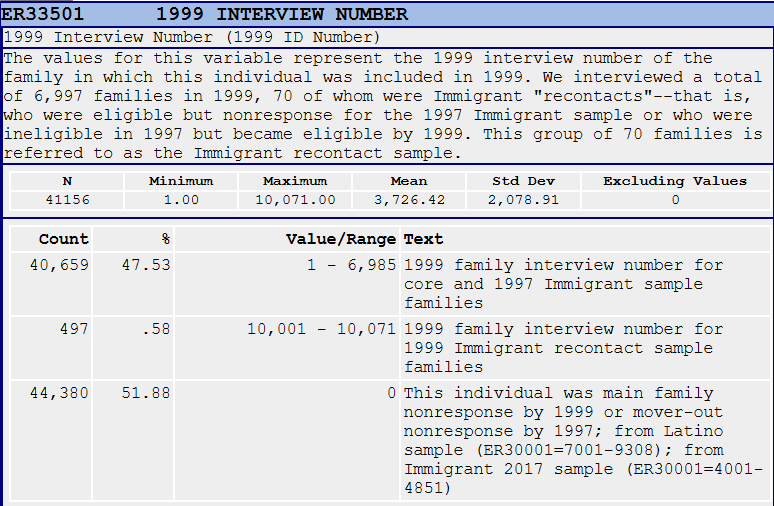 ER33501 1999 INTERVIEW NUMBER
1999 Interview Number (1999 ID Number)
The values for this variable represent the 1999 interview number of the
family in which this individual was included in 1999. We interviewed a total
of 6,997 families in 1999, 70 of whom were Immigrant "recontacts"--that is,
who were eligible but nonresponse for the 1997 Immigrant sample or who were
ineligible in 1997 but became eligible by 1999. This group of 70 families is
referred to as the Immigrant recontact sample.
N Minimum Maximum Mean Std Dev Excluding Values
41156 1.00 10,071.00 3,726.42 2,078.91 0
Count % Value/Range Text
40,659 47.53 1 - 6,985 1999 family interview number for
core and 1997 Immigrant sample
families
497 .58 10,001 - 10,071 1999 family interview number for
1999 Immigrant recontact sample
families
44,380 51.88 0 This individual was main family
nonresponse by 1999 or mover-out
nonresponse by 1997; from Latino
sample (ER30001=7001-9308); from
Immigrant 2017 sample (ER30001=4001-
4851)